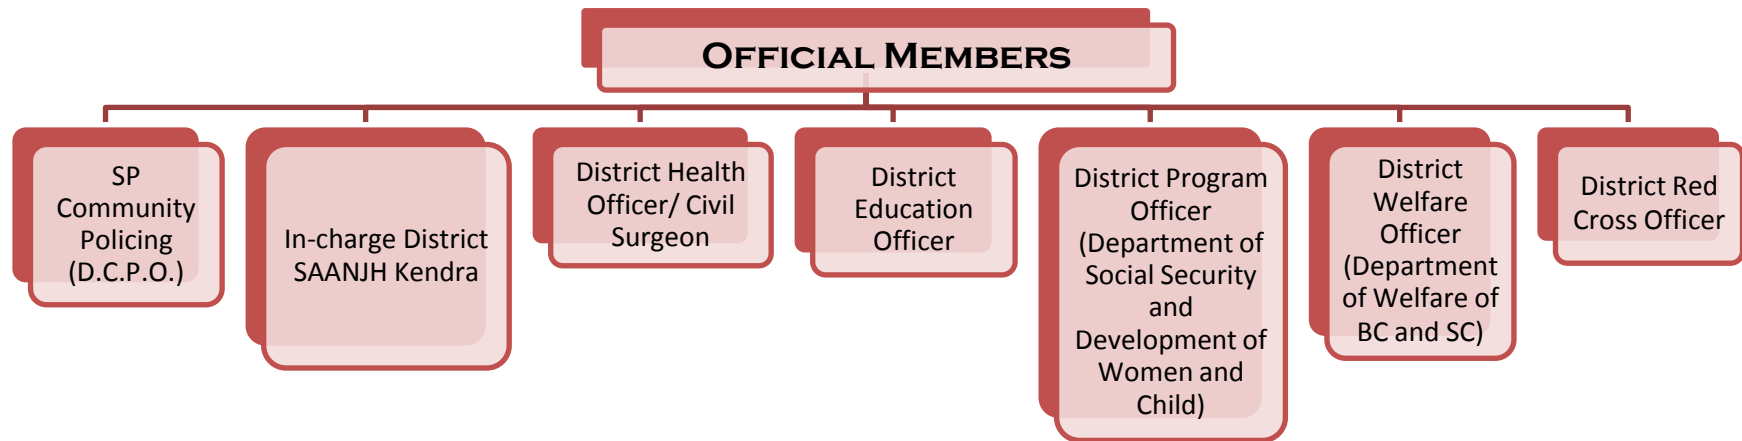 OFFICIAL MEMBERS
SP
Community
Policing
(D.C.P.O.)
In-charge District
SAANJH Kendra
District Health
Officer/ Civil
Surgeon
District
Education
Officer
District Program
Officer
(Department of
Social Security
and
Development of
Women and
Child)
District
Welfare
Officer
(Department
of Welfare of
BC and SC)
District Red
Cross Officer